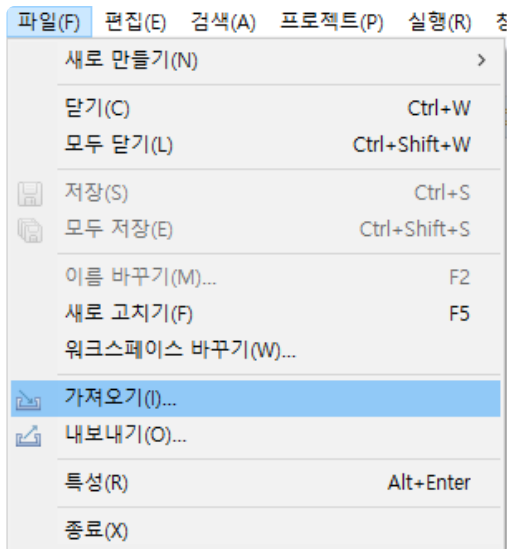 파일(F) 편집(E) 검색(A) 프로젝트(P) 실행(R)
새로 만들기(N) >
닫기(C) Ctrl+W
모두 닫기(L) Ctrl+Shift+W
저장(S) Ctrl+S
모두 저장(E) Ctrl+Shift+S
이름 바꾸기(M)... F2
새로 고치기(F) F5
워크스페이스 바꾸기(W)...
가져오기(I)...
내보내기(O)...
특성(R) Alt+Enter
종료(X)